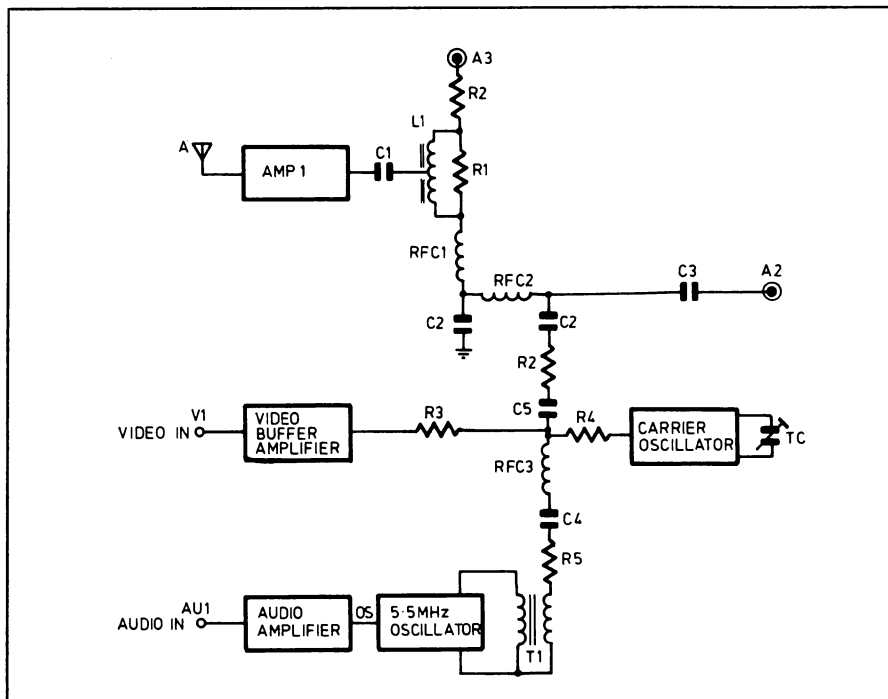 A3
R2
L1
A
C1
AMP 1
R1
RFC1
RFC2
C3
A2
C2
C2
R2
C5
V1
VIDEO IN
VIDEO
BUFFER
AMPLIFIER
R3
R4
CARRIER
OSCILLATOR
TC
RFC3
C4
R5
AU1
AUDIO IN
AUDIO
AMPLIFIER
OS
5·5MHz
OSCILLATOR
T1